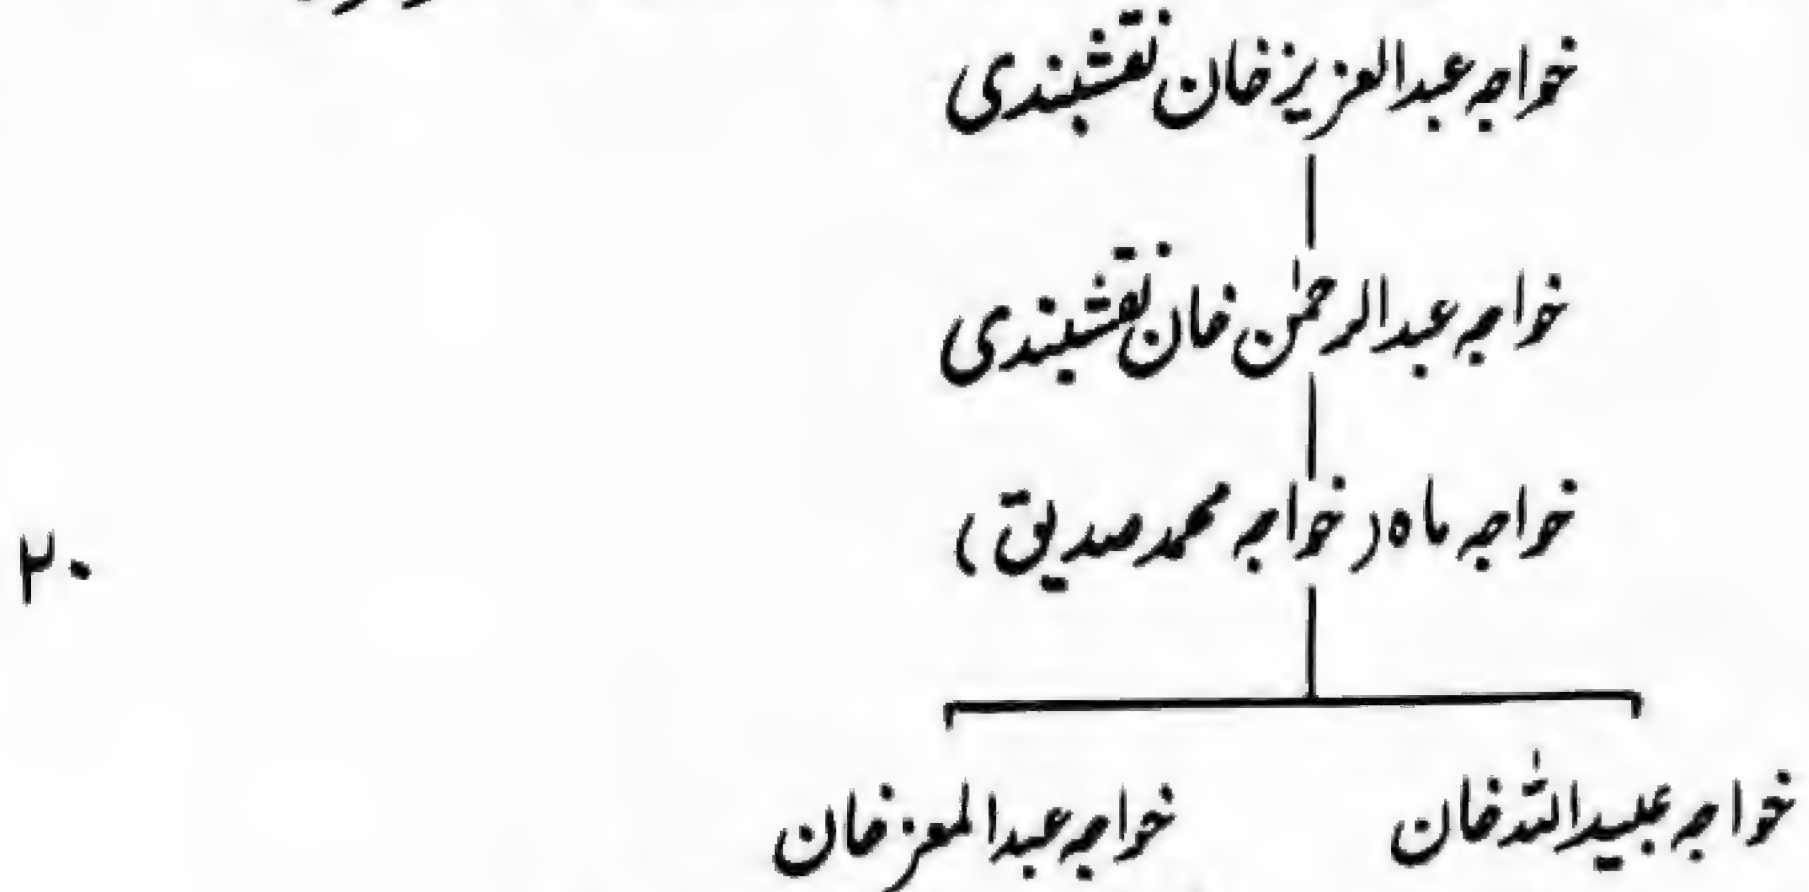 خواجہ عبدالعزیز خان نقشبندی
خواجہ عبدالرحمٰن خان نقشبندی
خواجہ ماہ (خواجہ محمد صدیق)
۲۰
خواجہ عبیداللہ خان خواجہ عبدالمعز خان